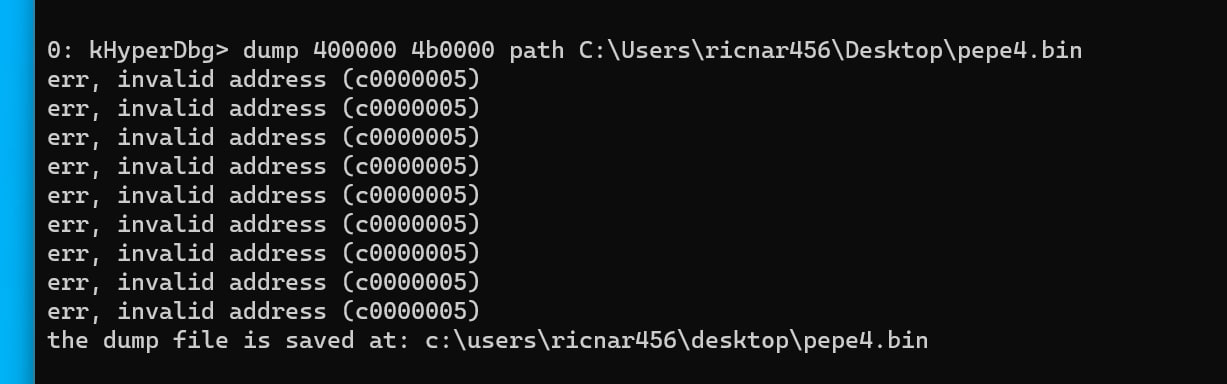 0: kHyperDbg> dump 400000 4b0000 path C:\Users\ricnar456\Desktop\pepe4.bin
err, invalid address (c0000005)
err, invalid address (c0000005)
err, invalid address (c0000005)
err, invalid address (c0000005)
err, invalid address (c0000005)
err, invalid address (c0000005)
err, invalid address (c0000005)
err, invalid address (c0000005)
err, invalid address (c0000005)
the dump file is saved at: c:\users\ricnar456\desktop\pepe4.bin